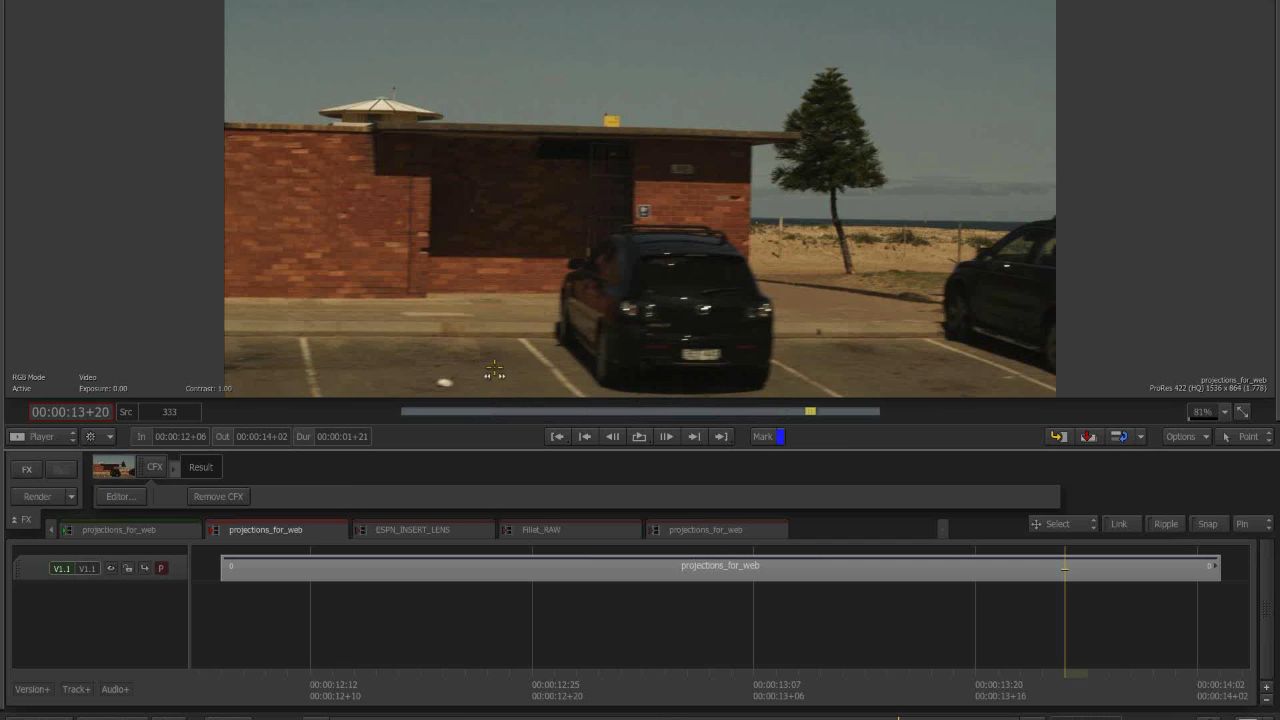 RGB Mode Video
Active Exposure: 0.00 Contrast: 1.00
projections_for_web
ProRes 422 (HQ) 1536 x 864 (1.778)
00:00:13+20 Src 333 81%
Player In 00:00:12+06 Out 00:00:14+02 Dur 00:00:01+21 Mark Options Point
FX CFX Result
Render Editor... Remove CFX
FX projections_for_web projections_for_web ESPN_INSERT_LENS Fillet_RAW projections_for_web Select Link Ripple Snap Pin
V1.1 V1.1 P 0 projections_for_web 0
Version+ Track+ Audio+ 00:00:12:12 00:00:12:25 00:00:13:07 00:00:13:20 00:00:14:02
00:00:12+10 00:00:12+20 00:00:13+06 00:00:13+16 00:00:14+02